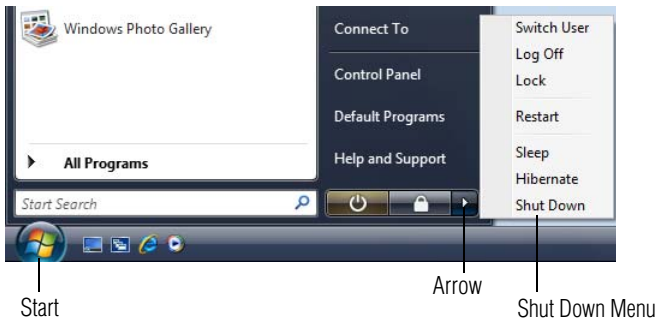 Windows Photo Gallery
All Programs
Start Search
Connect To
Control Panel
Default Programs
Help and Support
Switch User
Log Off
Lock
Restart
Sleep
Hibernate
Shut Down
Start
Arrow
Shut Down Menu